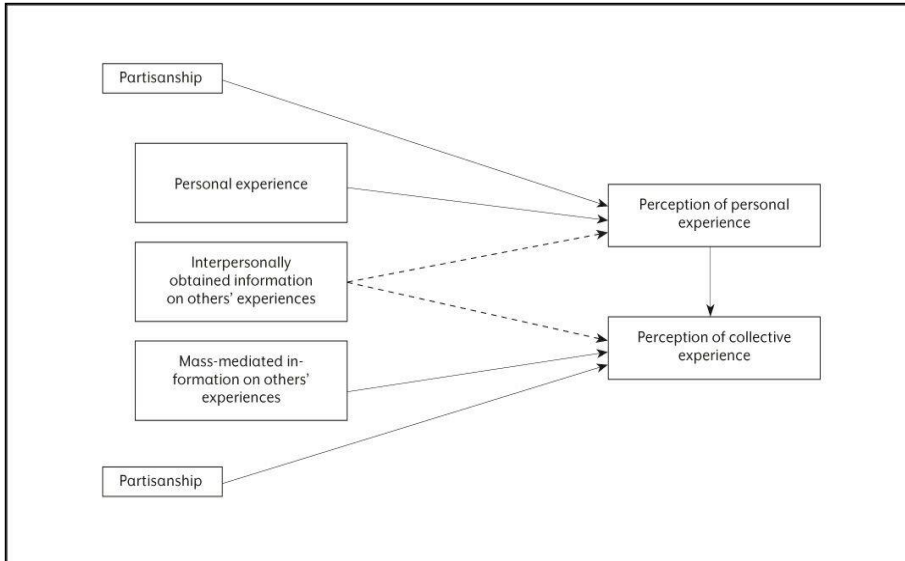 Partisanship
Personal experience
Interpersonally
obtained information
on others' experiences
Mass-mediated in-
formation on others'
experiences
Partisanship
Perception of personal
experience
Perception of collective
experience